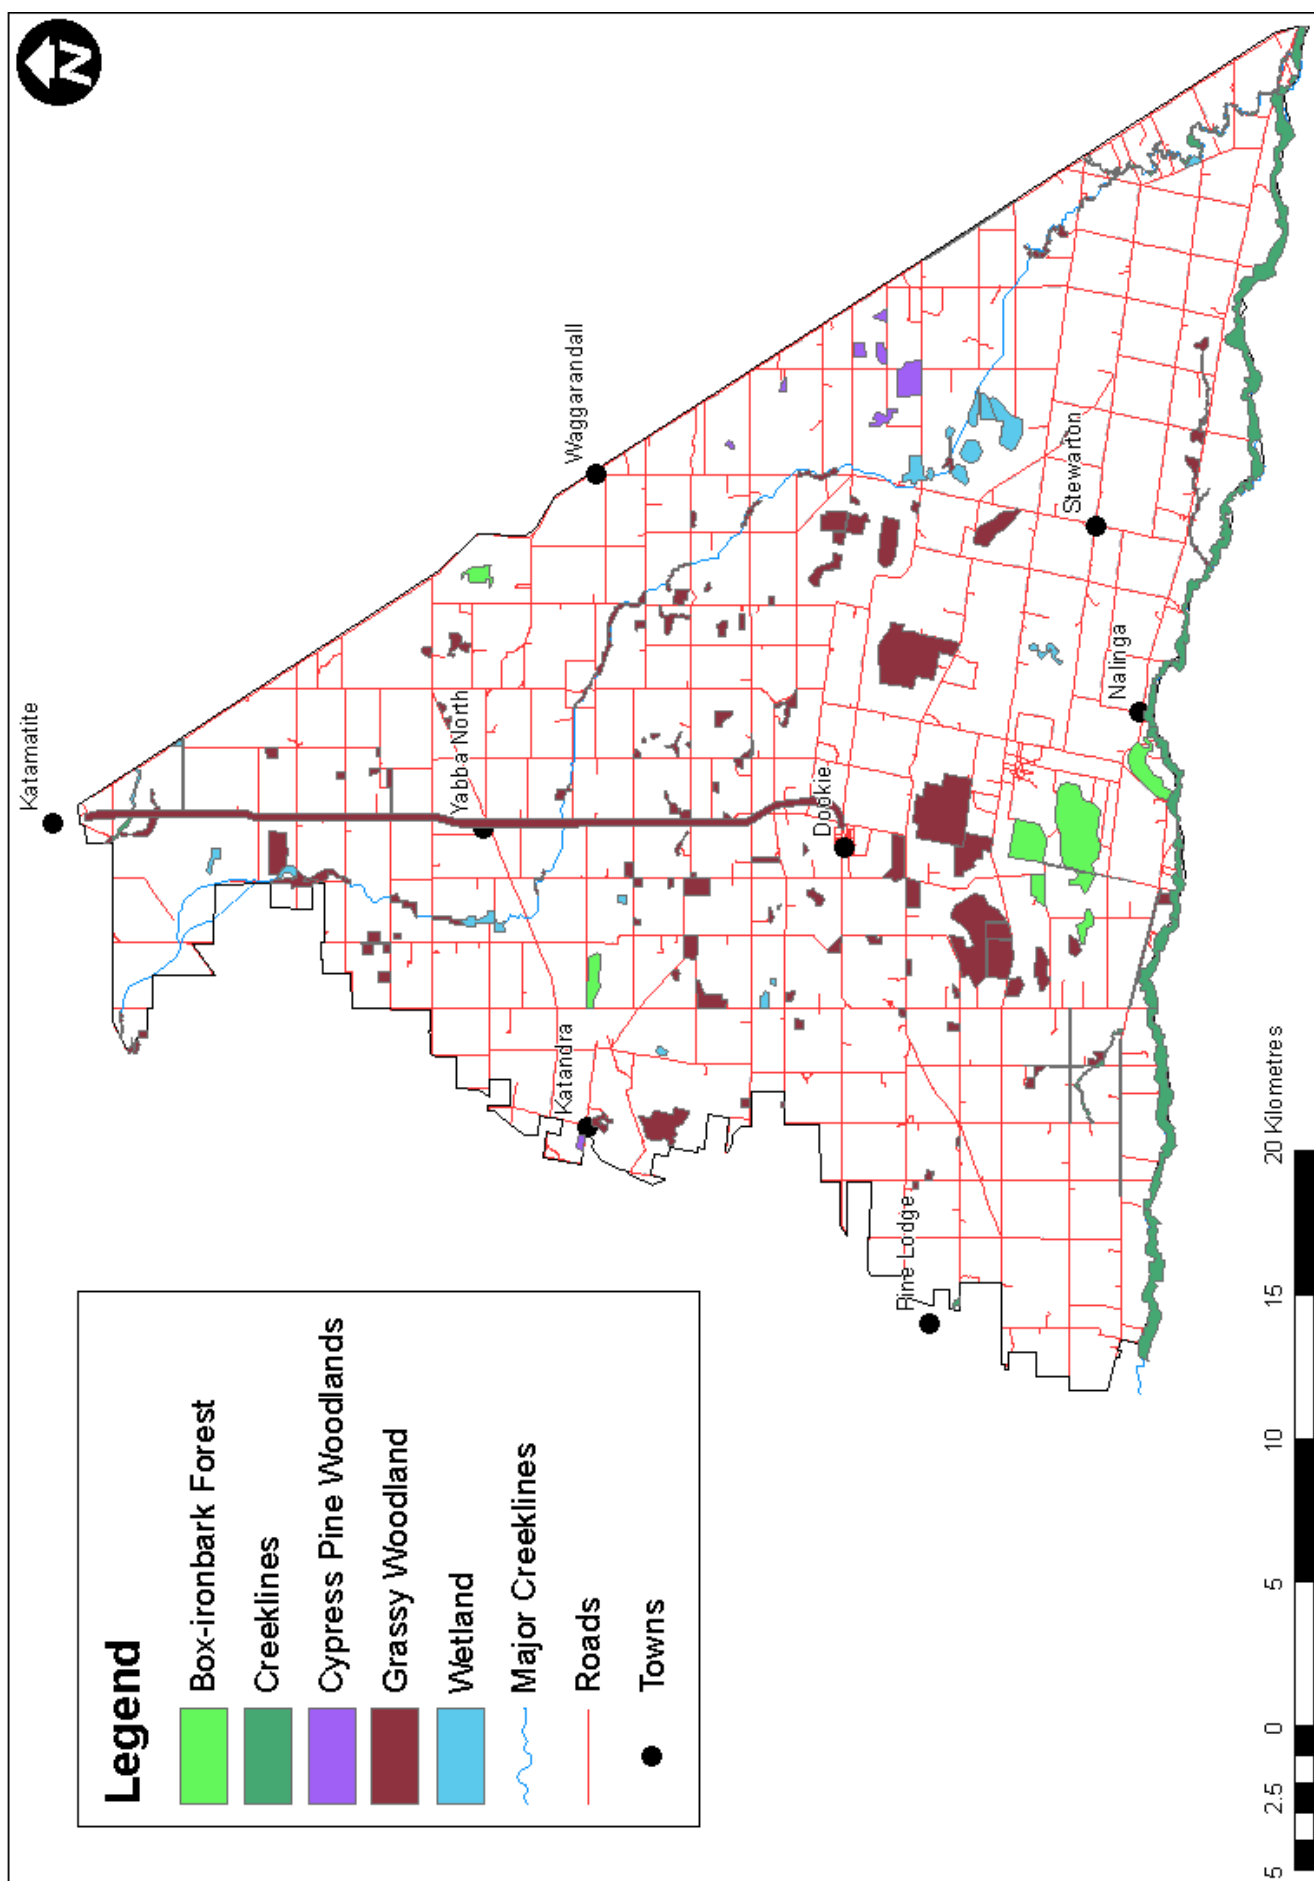 N
Katamatite
Waggarandall
Yabba North
Katandra
Dookie
Pine Lodge
Stewarton
Nalinga
Legend
Box-ironbark Forest
Creeklines
Cypress Pine Woodlands
Grassy Woodland
Wetland
Major Creeklines
Roads
Towns
5 2.5 0 5 10 15 20 Kilometres